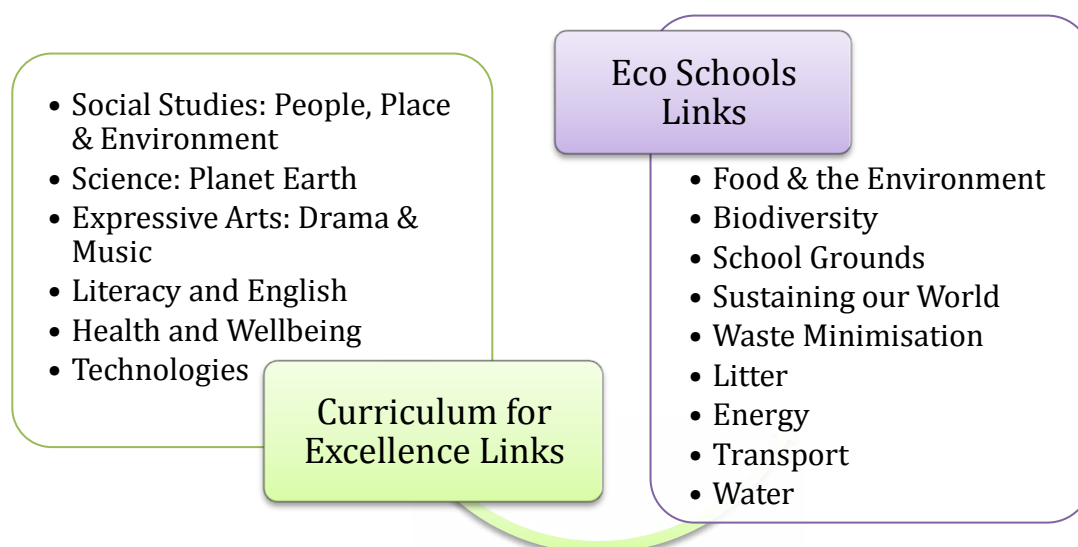 • Social Studies: People, Place
& Environment
• Science: Planet Earth
• Expressive Arts: Drama &
Music
• Literacy and English
• Health and Wellbeing
• Technologies
Curriculum for
Excellence Links
Eco Schools
Links
• Food & the Environment
• Biodiversity
• School Grounds
• Sustaining our World
• Waste Minimisation
• Litter
• Energy
• Transport
• Water